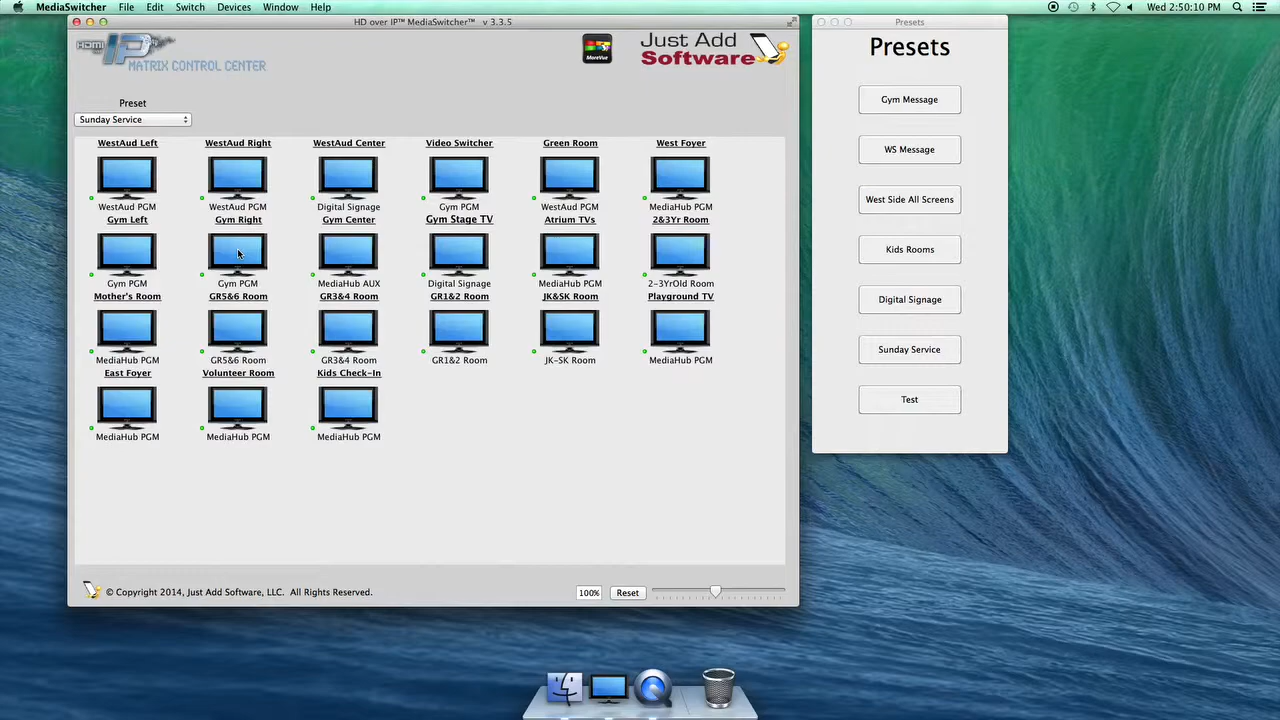 MediaSwitcher File Edit Switch Devices Window Help Wed 2:50:10 PM
HD over IP™ MediaSwitcher™ v 3.3.5
Presets
HDMI IP
MATRIX CONTROL CENTER
MoreVue
Just Add
Software
Presets
Preset
Sunday Service
WestAud Left WestAud Right WestAud Center Video Switcher Green Room West Foyer
WestAud PGM WestAud PGM Digital Signage Gym PGM WestAud PGM MediaHub PGM
Gym Left Gym Right Gym Center Gym Stage TV Atrium TVs 2&3Yr Room
Gym PGM Gym PGM MediaHub AUX Digital Signage MediaHub PGM 2-3YrOld Room
Mother's Room GR5&6 Room GR3&4 Room GR1&2 Room JK&SK Room Playground TV
MediaHub PGM GR5&6 Room GR3&4 Room GR1&2 Room JK-SK Room MediaHub PGM
East Foyer Volunteer Room Kids Check-In
MediaHub PGM MediaHub PGM MediaHub PGM
Gym Message
WS Message
West Side All Screens
Kids Rooms
Digital Signage
Sunday Service
Test
© Copyright 2014, Just Add Software, LLC. All Rights Reserved.
100% Reset